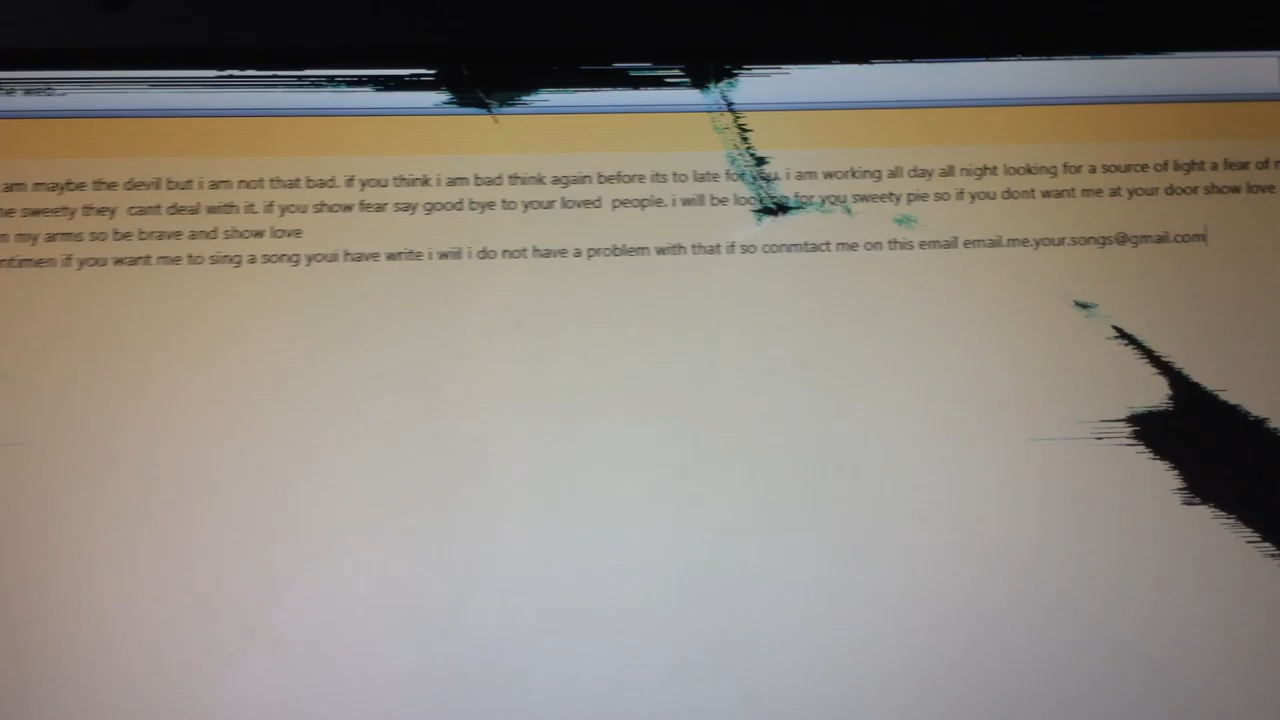 he web...
am maybe the devil but i am not that bad. if you think i am bad think again before its to late for you. i am working all day all night looking for a source of light a fear of
e sweety they cant deal with it. if you show fear say good bye to your loved people. i will be looking for you sweety pie so if you dont want me at your door show love
my arms so be brave and show love
ntimen if you want me to sing a song youi have write i wiil i do not have a problem with that if so conmtact me on this email email.me.your.songs@gmail.com